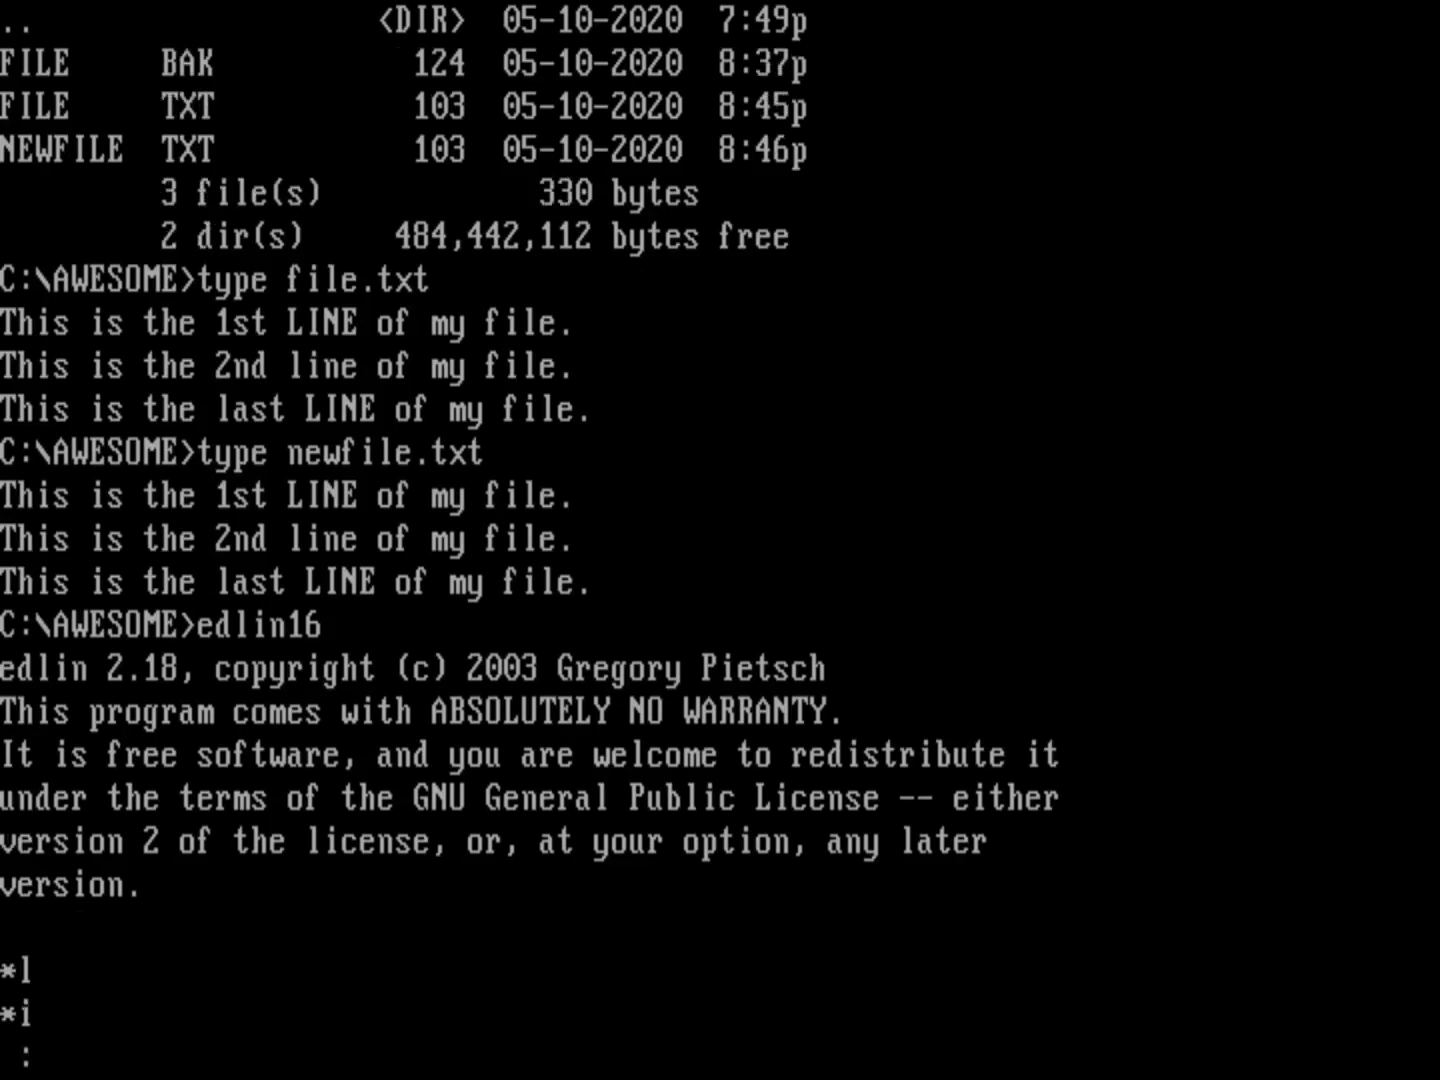 ..                   <DIR>  05-10-2020  7:49p
FILE     BAK           124  05-10-2020  8:37p
FILE     TXT           103  05-10-2020  8:45p
NEWFILE  TXT           103  05-10-2020  8:46p
         3 file(s)            330 bytes
         2 dir(s)     484,442,112 bytes free
C:\AWESOME>type file.txt
This is the 1st LINE of my file.
This is the 2nd line of my file.
This is the last LINE of my file.
C:\AWESOME>type newfile.txt
This is the 1st LINE of my file.
This is the 2nd line of my file.
This is the last LINE of my file.
C:\AWESOME>edlin16
edlin 2.18, copyright (c) 2003 Gregory Pietsch
This program comes with ABSOLUTELY NO WARRANTY.
It is free software, and you are welcome to redistribute it
under the terms of the GNU General Public License -- either
version 2 of the license, or, at your option, any later
version.

*l
*i
 :